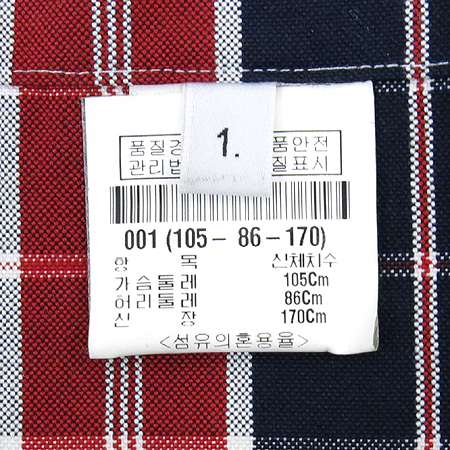 1.
품질경 품안전
관리법 질표시
001 (105 - 86 - 170)
항 목 신체치수
가슴둘레 105Cm
허리둘레 86Cm
신 장 170Cm
<섬유의혼용율>